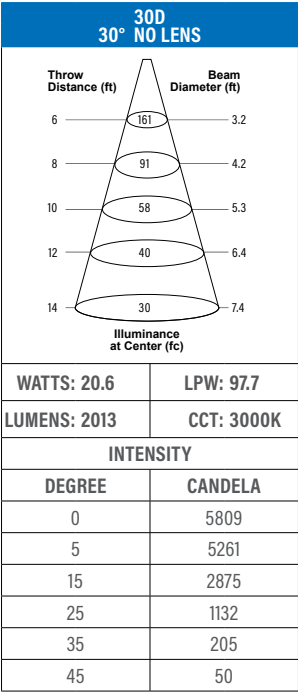 30D
30° NO LENS
Throw Beam
Distance (ft) Diameter (ft)
6 161 3.2
8 91 4.2
10 58 5.3
12 40 6.4
14 30 7.4
Illuminance
at Center (fc)
WATTS: 20.6 LPW: 97.7
LUMENS: 2013 CCT: 3000K
INTENSITY
DEGREE CANDELA
0 5809
5 5261
15 2875
25 1132
35 205
45 50